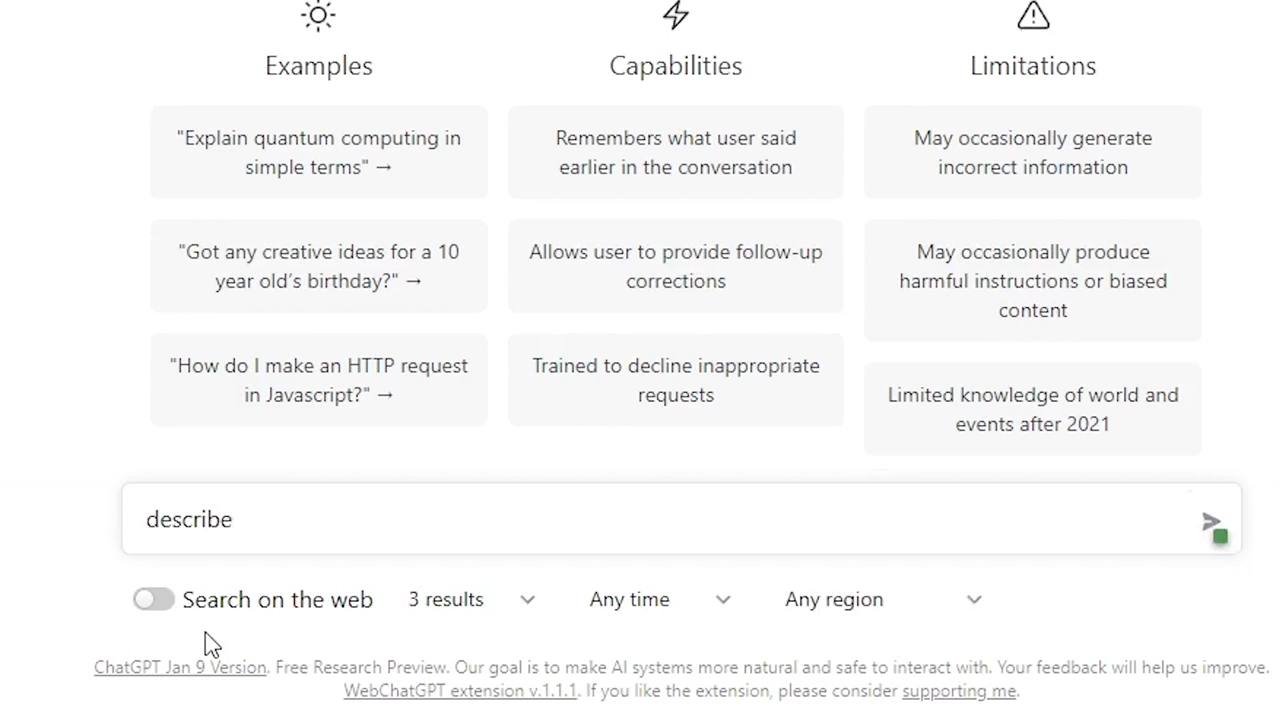 Examples
Capabilities
Limitations
"Explain quantum computing in
simple terms" →
Remembers what user said
earlier in the conversation
May occasionally generate
incorrect information
"Got any creative ideas for a 10
year old's birthday?" →
Allows user to provide follow-up
corrections
May occasionally produce
harmful instructions or biased
content
"How do I make an HTTP request
in Javascript?" →
Trained to decline inappropriate
requests
Limited knowledge of world and
events after 2021
describe
Search on the web
3 results
Any time
Any region
ChatGPT Jan 9 Version. Free Research Preview. Our goal is to make AI systems more natural and safe to interact with. Your feedback will help us improve.
WebChatGPT extension v.1.1.1. If you like the extension, please consider supporting me.